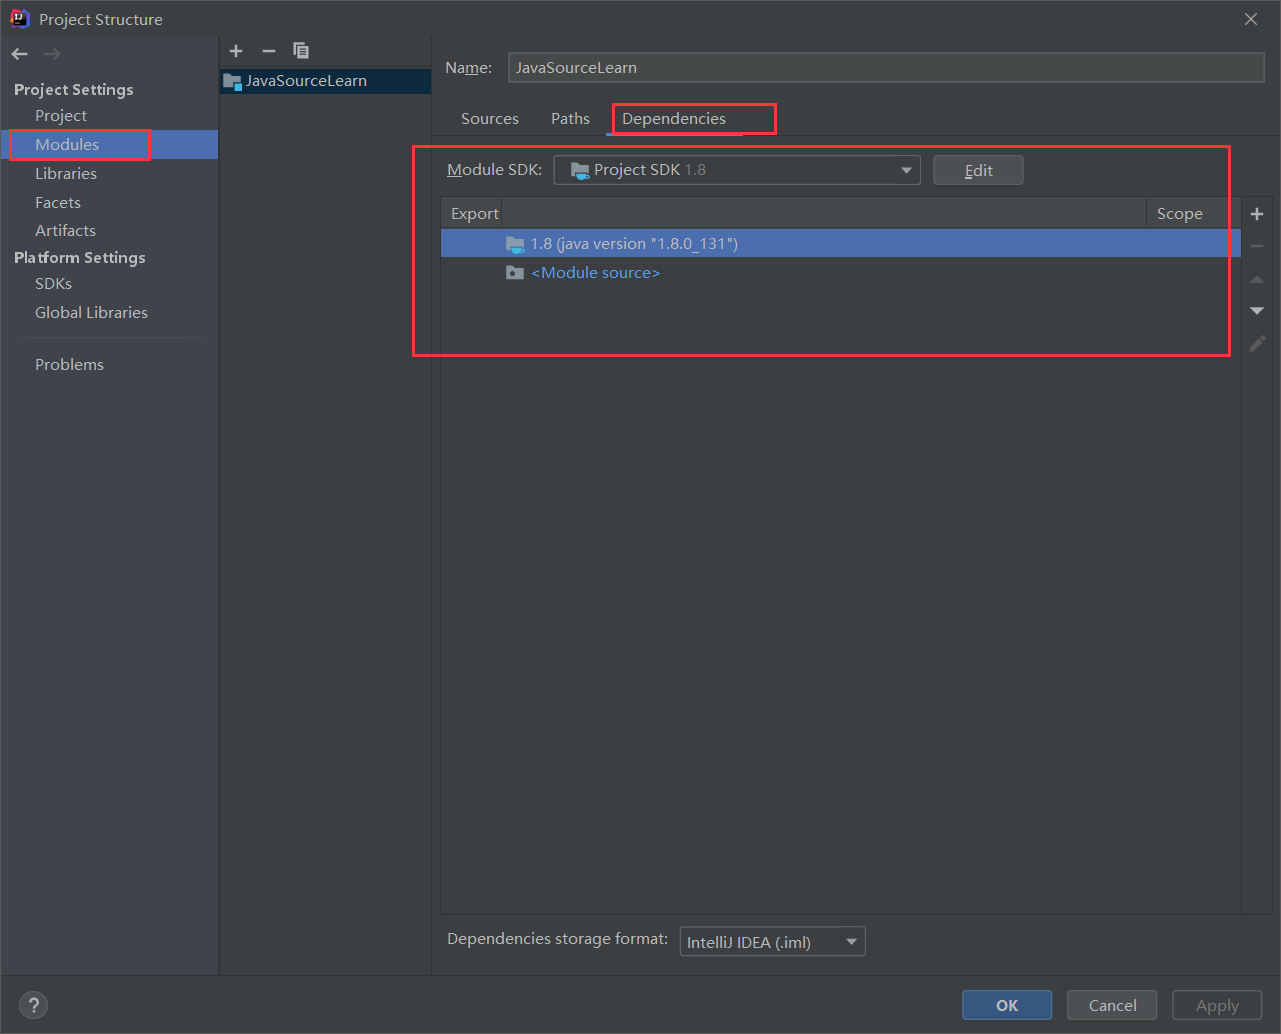 Project Structure
Project Settings
Project
Modules
Libraries
Facets
Artifacts
Platform Settings
SDKs
Global Libraries
Problems
JavaSourceLearn
Name: JavaSourceLearn
Sources Paths Dependencies
Module SDK: Project SDK 1.8 Edit
Export Scope
1.8 (java version "1.8.0_131")
<Module source>
Dependencies storage format: IntelliJ IDEA (.iml)
? OK Cancel Apply